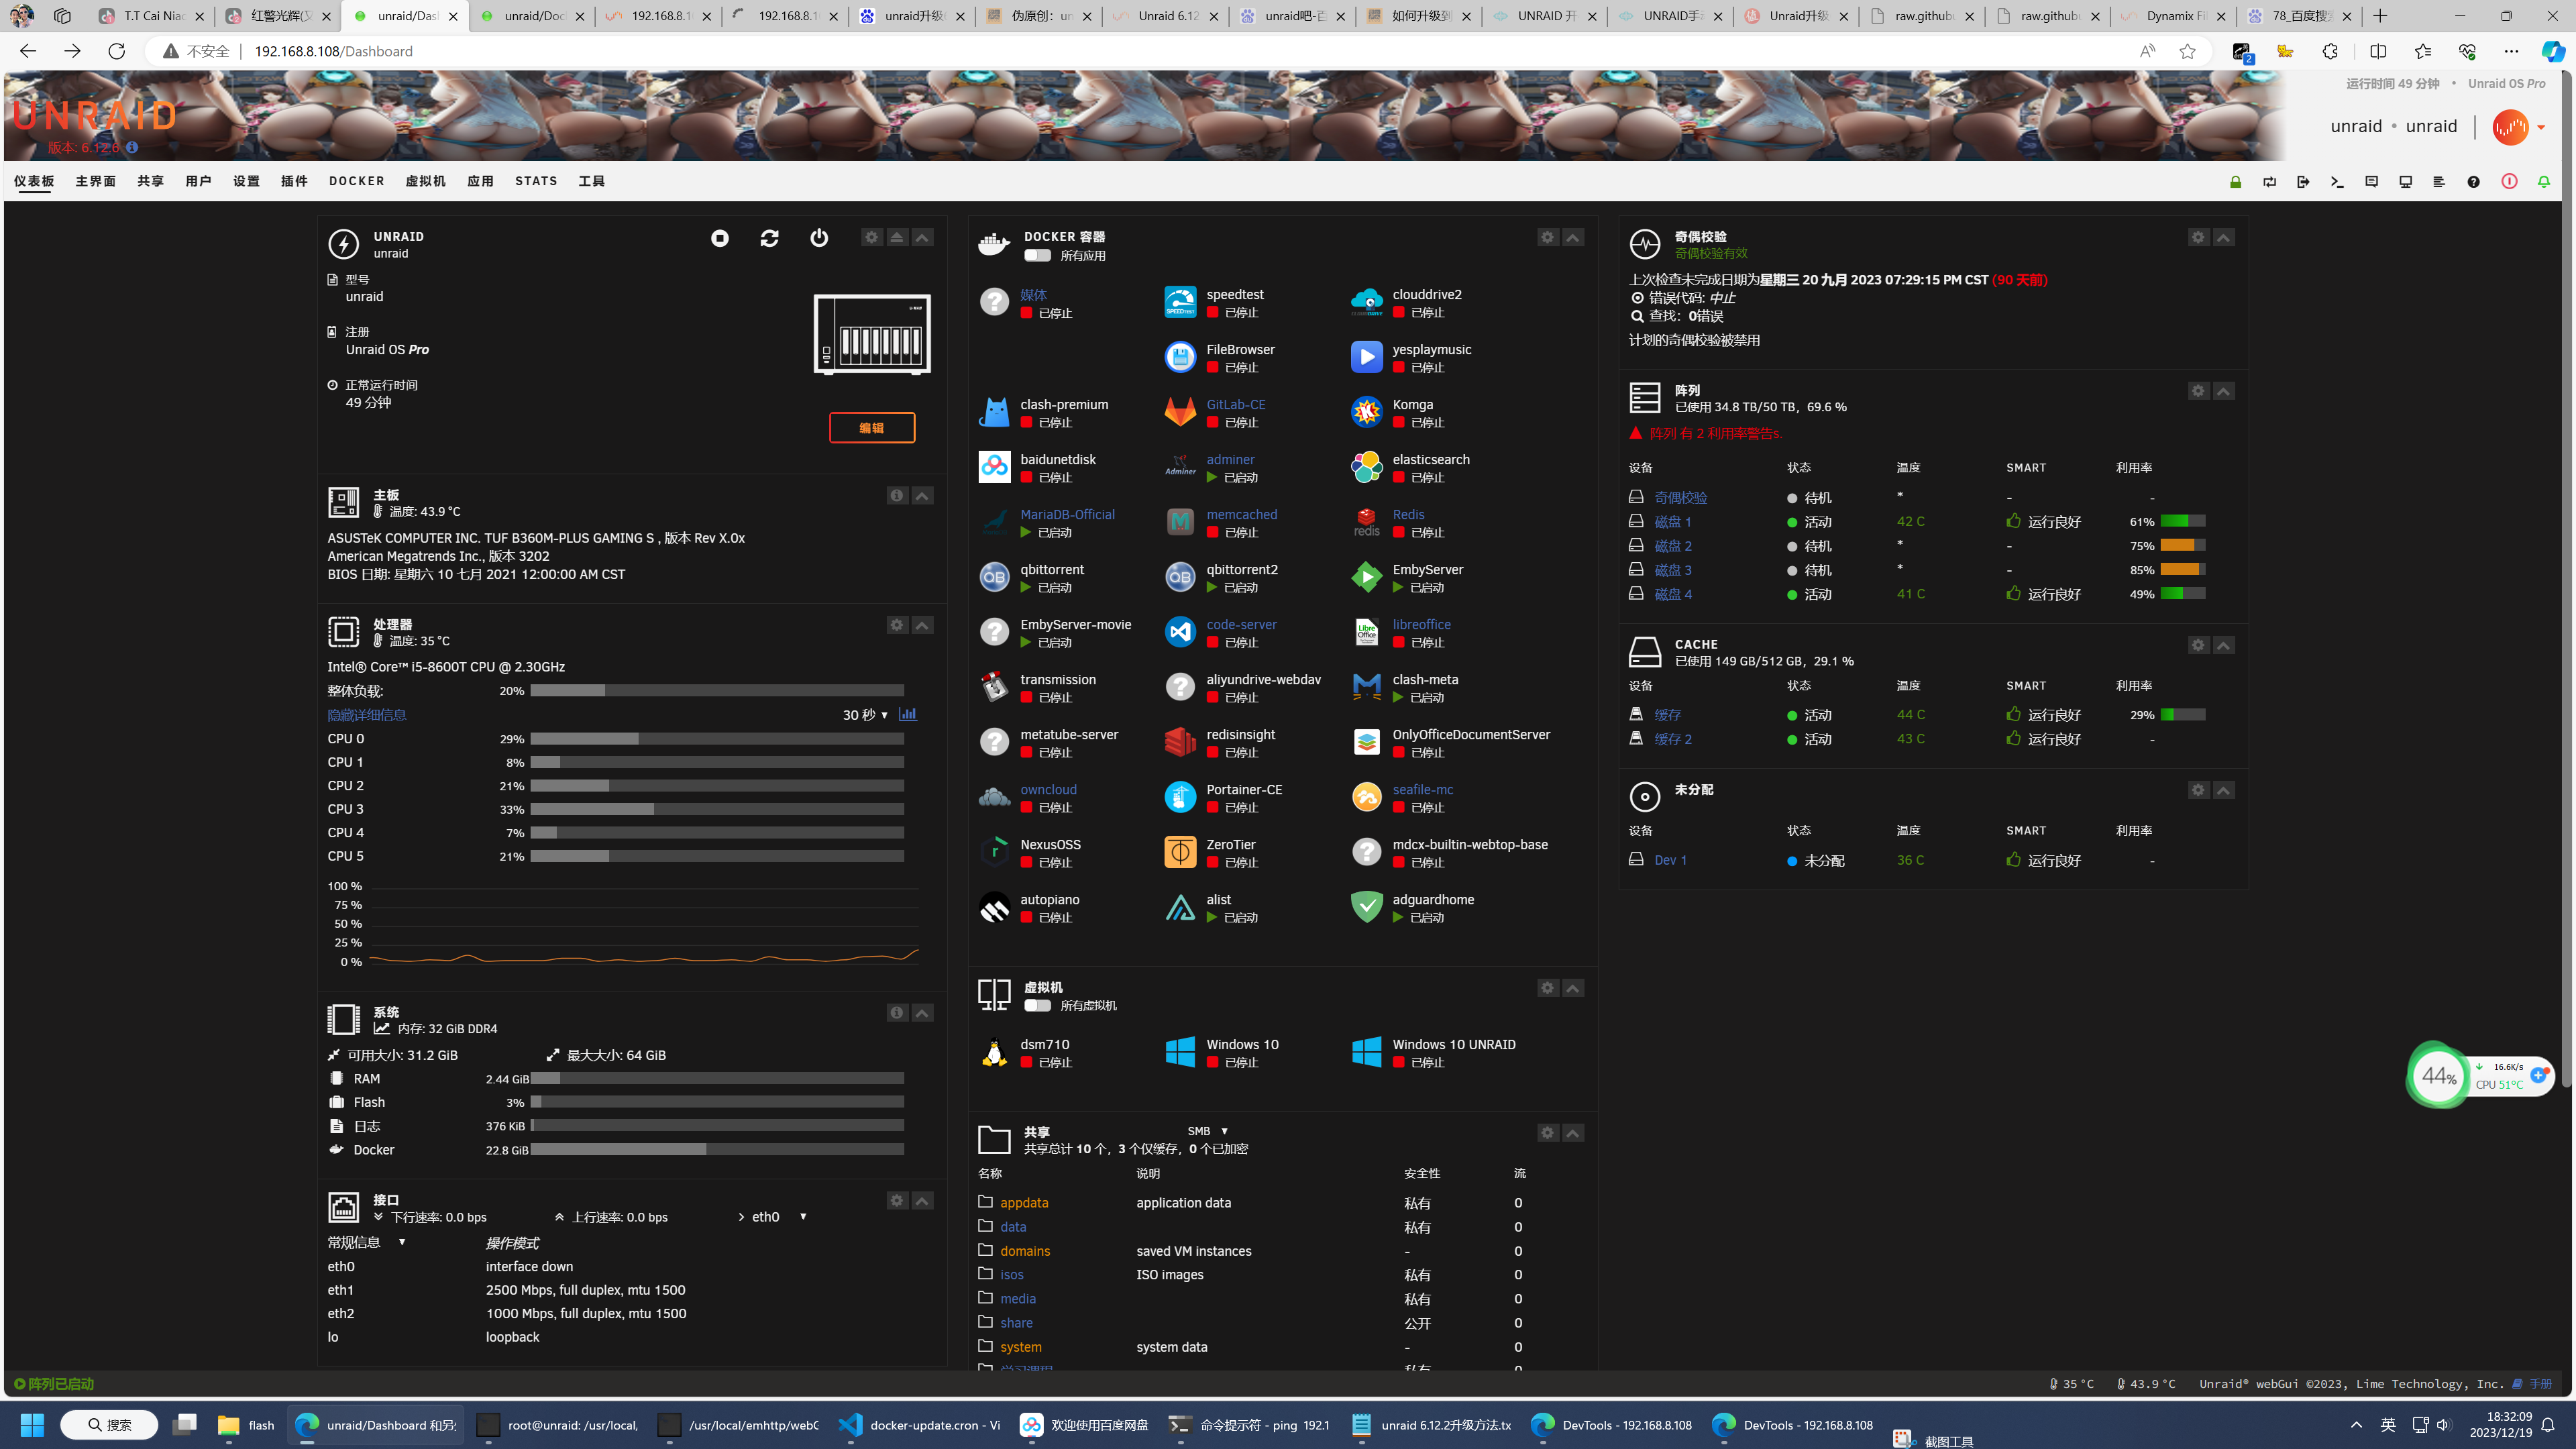 T.T Cai Niao
红警光辉(又
unraid/Dash
unraid/Doc
192.168.8.10
192.168.8.1
unraid升级6
伪原创：un
Unraid 6.12
unraid吧-百
如何升级到
UNRAID 开
UNRAID手动
Unraid升级
raw.githubu
raw.githubu
Dynamix Fi
78_百度搜索
不安全 192.168.8.108/Dashboard
2
UNRAID
版本: 6.12.6
运行时间 49 分钟 • Unraid OS Pro
unraid • unraid
仪表板 主界面 共享 用户 设置 插件 DOCKER 虚拟机 应用 STATS 工具
UNRAID
unraid
型号
unraid
注册
Unraid OS Pro
正常运行时间
49 分钟
编辑
主板
温度: 43.9 °C
ASUSTeK COMPUTER INC. TUF B360M-PLUS GAMING S , 版本 Rev X.0x
American Megatrends Inc., 版本 3202
BIOS 日期: 星期六 10 七月 2021 12:00:00 AM CST
处理器
温度: 35 °C
Intel® Core™ i5-8600T CPU @ 2.30GHz
整体负载: 20%
隐藏详细信息 30 秒
CPU 0 29%
CPU 1 8%
CPU 2 21%
CPU 3 33%
CPU 4 7%
CPU 5 21%
100 %
75 %
50 %
25 %
0 %
系统
内存: 32 GiB DDR4
可用大小: 31.2 GiB 最大大小: 64 GiB
RAM 2.44 GiB
Flash 3%
日志 376 KiB
Docker 22.8 GiB
接口
下行速率: 0.0 bps 上行速率: 0.0 bps eth0
常规信息 操作模式
eth0 interface down
eth1 2500 Mbps, full duplex, mtu 1500
eth2 1000 Mbps, full duplex, mtu 1500
lo loopback
DOCKER 容器
所有应用
媒体 speedtest clouddrive2
已停止 已停止 已停止
FileBrowser yesplaymusic
已停止 已停止
clash-premium GitLab-CE Komga
已停止 已停止 已停止
baidunetdisk adminer elasticsearch
已停止 已启动 已停止
MariaDB-Official memcached Redis
已启动 已停止 已停止
qbittorrent qbittorrent2 EmbyServer
已启动 已启动 已启动
EmbyServer-movie code-server libreoffice
已启动 已停止 已停止
transmission aliyundrive-webdav clash-meta
已停止 已停止 已启动
metatube-server redisinsight OnlyOfficeDocumentServer
已停止 已停止 已停止
owncloud Portainer-CE seafile-mc
已停止 已停止 已停止
NexusOSS ZeroTier mdcx-builtin-webtop-base
已停止 已停止 已停止
autopiano alist adguardhome
已停止 已启动 已启动
虚拟机
所有虚拟机
dsm710 Windows 10 Windows 10 UNRAID
已停止 已停止 已停止
共享 SMB
共享总计 10 个，3 个仅缓存，0 个已加密
名称 说明 安全性 流
appdata application data 私有 0
data 私有 0
domains saved VM instances - 0
isos ISO images 私有 0
media 私有 0
share 公开 0
system system data - 0
学习课程 私有 0
奇偶校验
奇偶校验有效
上次检查未完成日期为星期三 20 九月 2023 07:29:15 PM CST (90 天前)
错误代码: 中止
查找：0错误
计划的奇偶校验被禁用
阵列
已使用 34.8 TB/50 TB，69.6 %
阵列 有 2 利用率警告s.
设备 状态 温度 SMART 利用率
奇偶校验 待机 * - -
磁盘 1 活动 42 C 运行良好 61%
磁盘 2 待机 * - 75%
磁盘 3 待机 * - 85%
磁盘 4 活动 41 C 运行良好 49%
CACHE
已使用 149 GB/512 GB，29.1 %
设备 状态 温度 SMART 利用率
缓存 活动 44 C 运行良好 29%
缓存 2 活动 43 C 运行良好 -
未分配
设备 状态 温度 SMART 利用率
Dev 1 未分配 36 C 运行良好 -
44% 16.6K/s
CPU 51°C
阵列已启动
35 °C 43.9 °C Unraid® webGui ©2023, Lime Technology, Inc. 手册
搜索
flash
unraid/Dashboard 和另
root@unraid: /usr/local,
/usr/local/emhttp/webG
docker-update.cron - Vi
欢迎使用百度网盘
命令提示符 - ping 192.1
unraid 6.12.2升级方法.tx
DevTools - 192.168.8.108
DevTools - 192.168.8.108
截图工具
英
18:32:09
2023/12/19